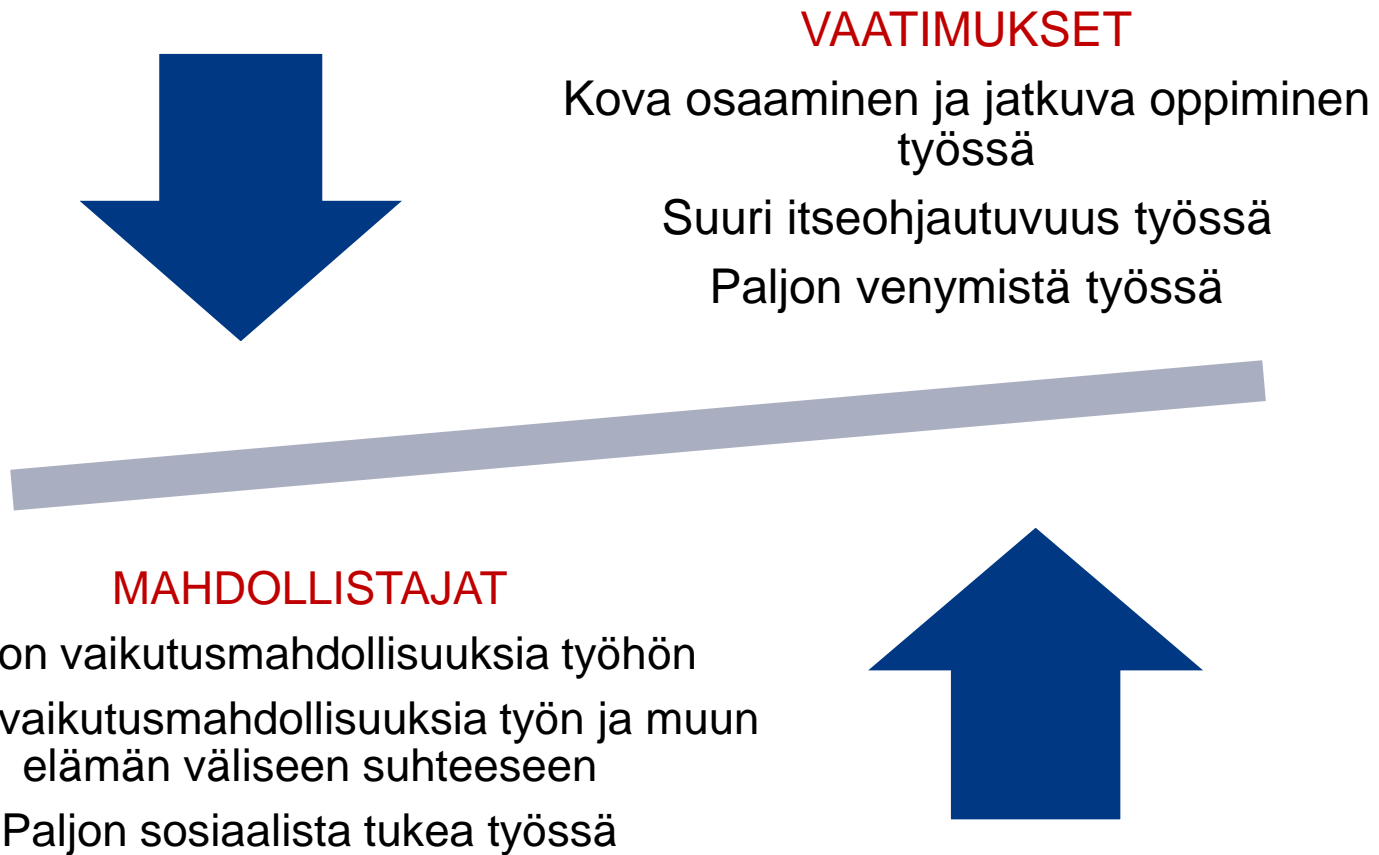 VAATIMUKSET
Kova osaaminen ja jatkuva oppiminen
työssä
Suuri itseohjautuvuus työssä
Paljon venymistä työssä
MAHDOLLISTAJAT
on vaikutusmahdollisuuksia työhön
vaikutusmahdollisuuksia työn ja muun
elämän väliseen suhteeseen
Paljon sosiaalista tukea työssä